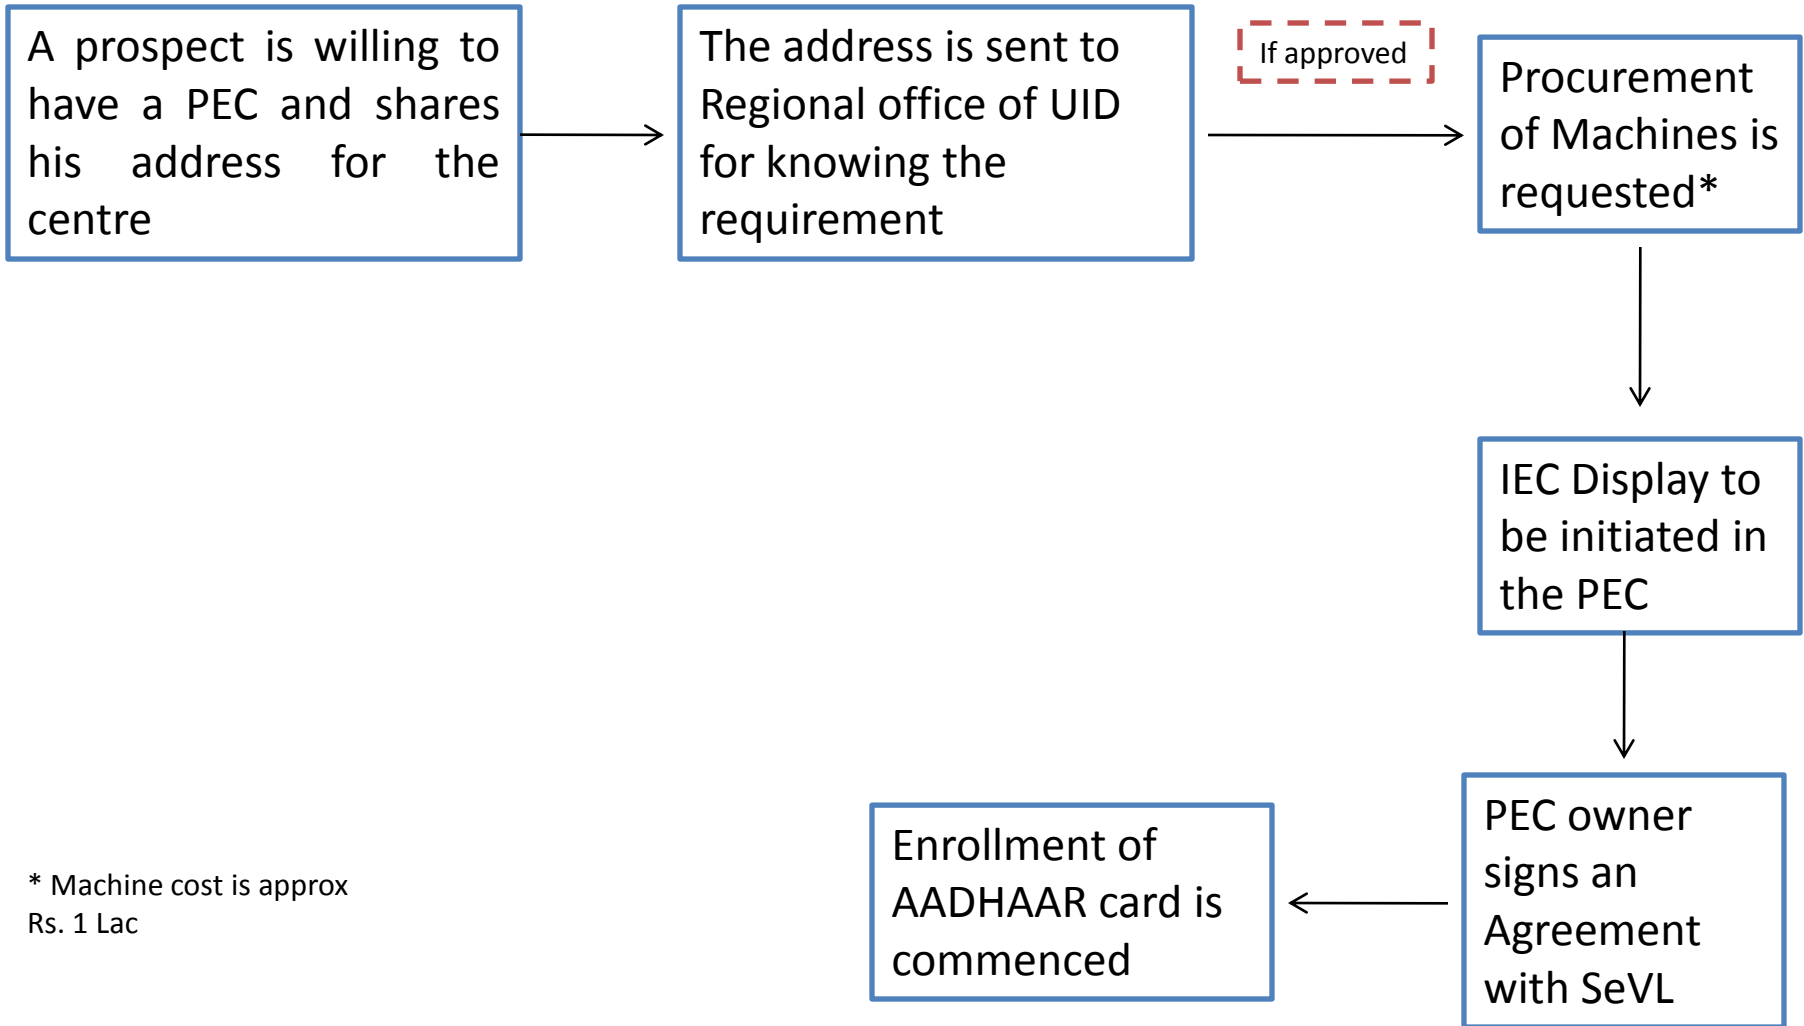 A prospect is willing to
have a PEC and shares
his address for the
centre
The address is sent to
Regional office of UID
for knowing the
requirement
If approved
Procurement
of Machines is
requested*
IEC Display to
be initiated in
the PEC
PEC owner
signs an
Agreement
with SeVL
Enrollment of
AADHAAR card is
commenced
* Machine cost is approx
Rs. 1 Lac